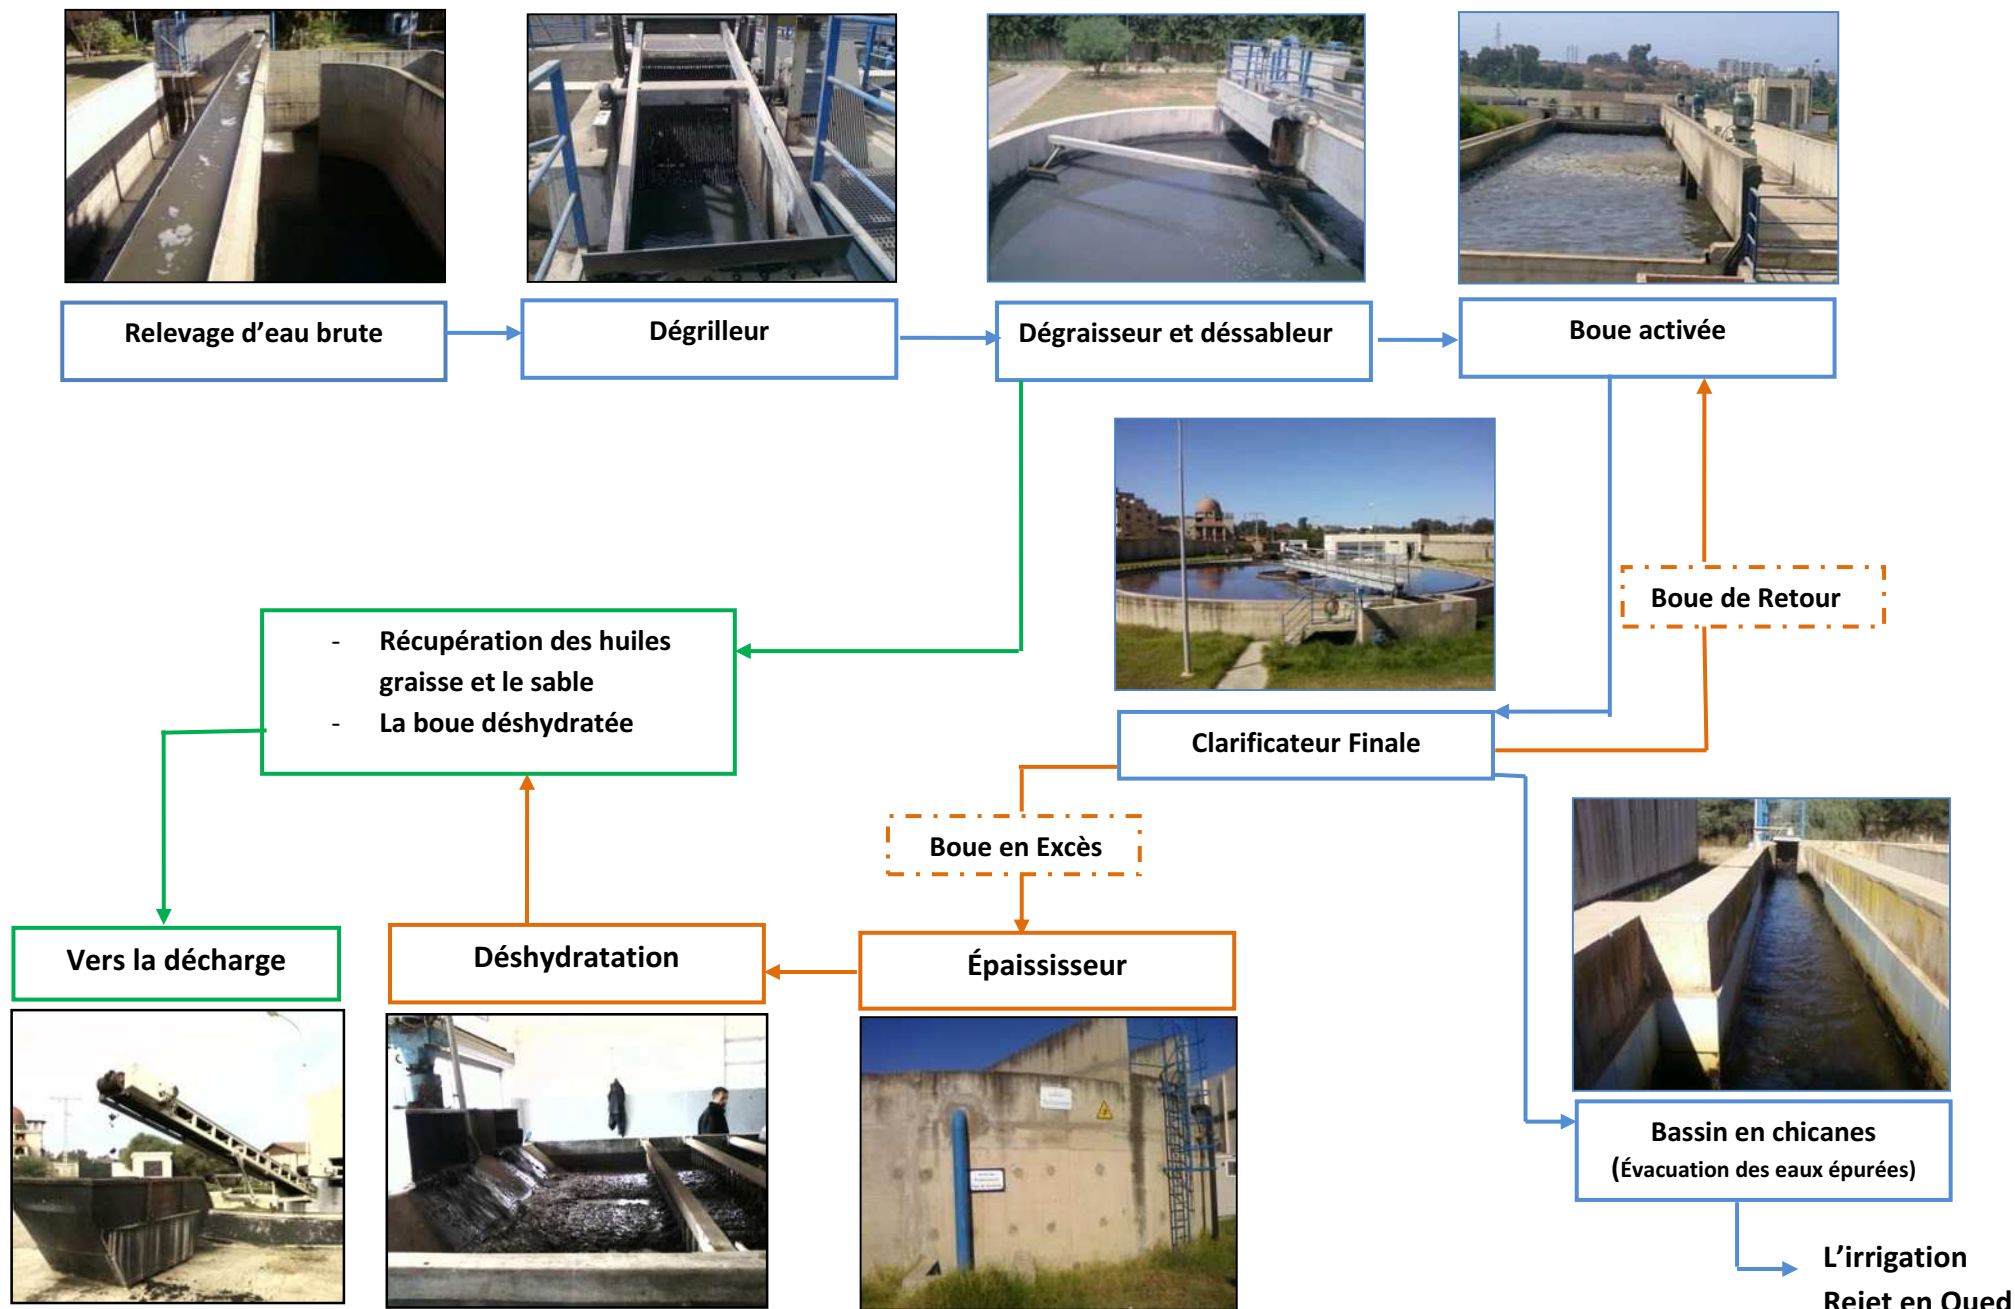 Relevage d’eau brute
Dégrilleur
Dégraisseur et déssableur
Boue activée
Boue de Retour
- Récupération des huiles
graisse et le sable
- La boue déshydratée
Clarificateur Finale
Boue en Excès
Vers la décharge
Déshydratation
Épaississeur
Bassin en chicanes
(Évacuation des eaux épurées)
L’irrigation
Rejet en Oued